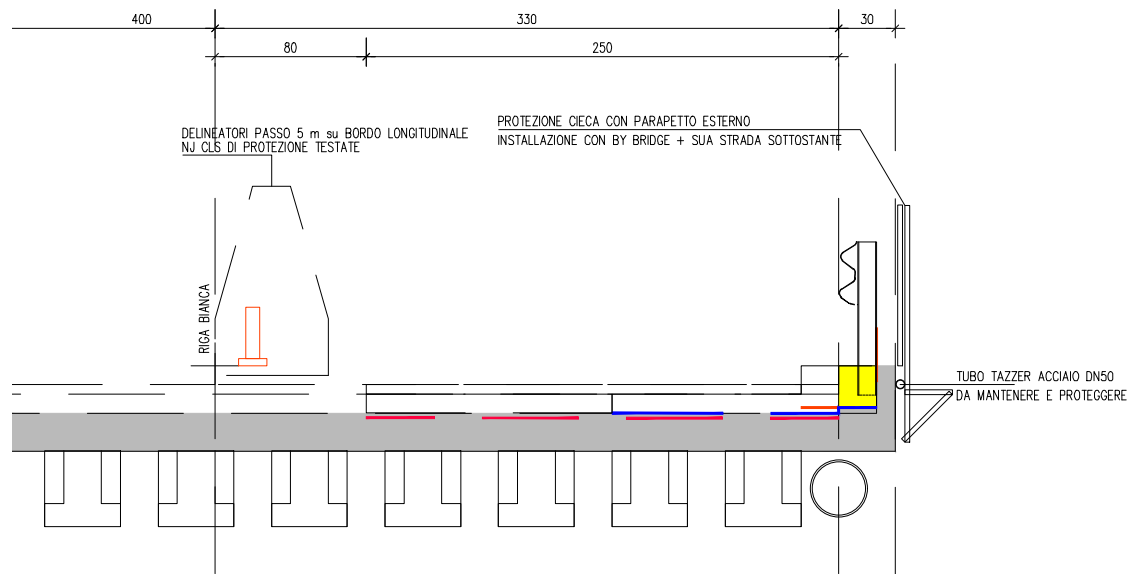 400
330
30
80
250
DELINEATORI PASSO 5 m su BORDO LONGITUDINALE
NJ CLS DI PROTEZIONE TESTATE
PROTEZIONE CIECA CON PARAPETTO ESTERNO
INSTALLAZIONE CON BY BRIDGE + SUA STRADA SOTTOSTANTE
RIGA BIANCA
TUBO TAZZER ACCIAIO DN50
DA MANTENERE E PROTEGGERE